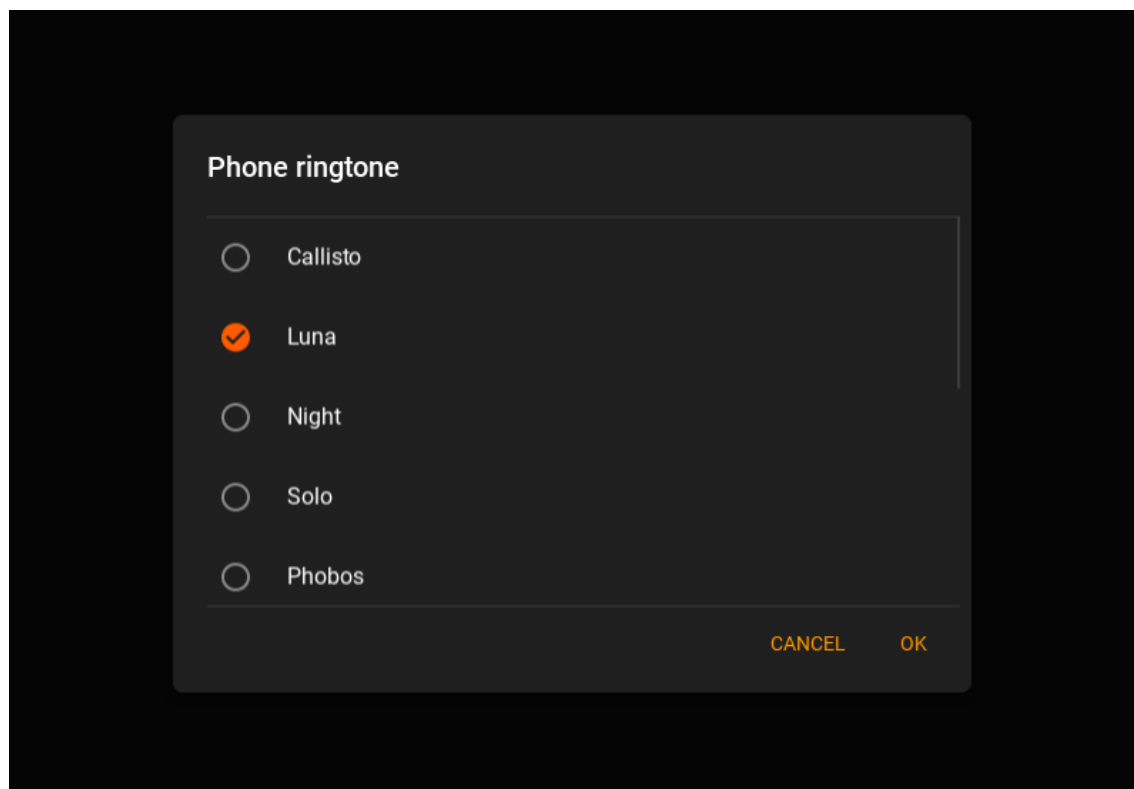 Phone ringtone
Callisto
Luna
Night
Solo
Phobos
CANCEL OK